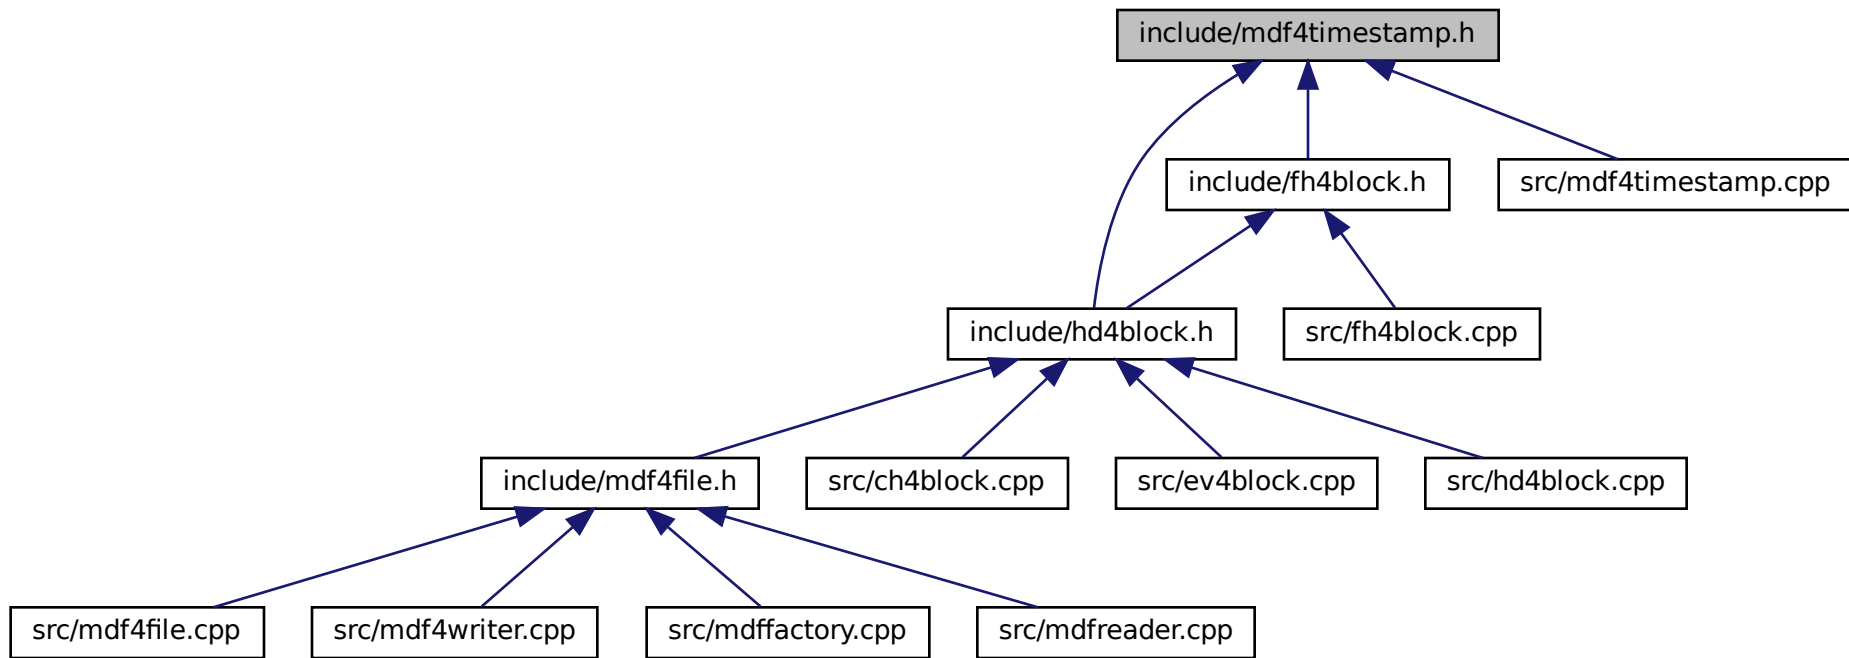 include/mdf4timestamp.h
include/fh4block.h
src/mdf4timestamp.cpp
include/hd4block.h
src/fh4block.cpp
include/mdf4file.h
src/ch4block.cpp
src/ev4block.cpp
src/hd4block.cpp
src/mdf4file.cpp
src/mdf4writer.cpp
src/mdffactory.cpp
src/mdfreader.cpp